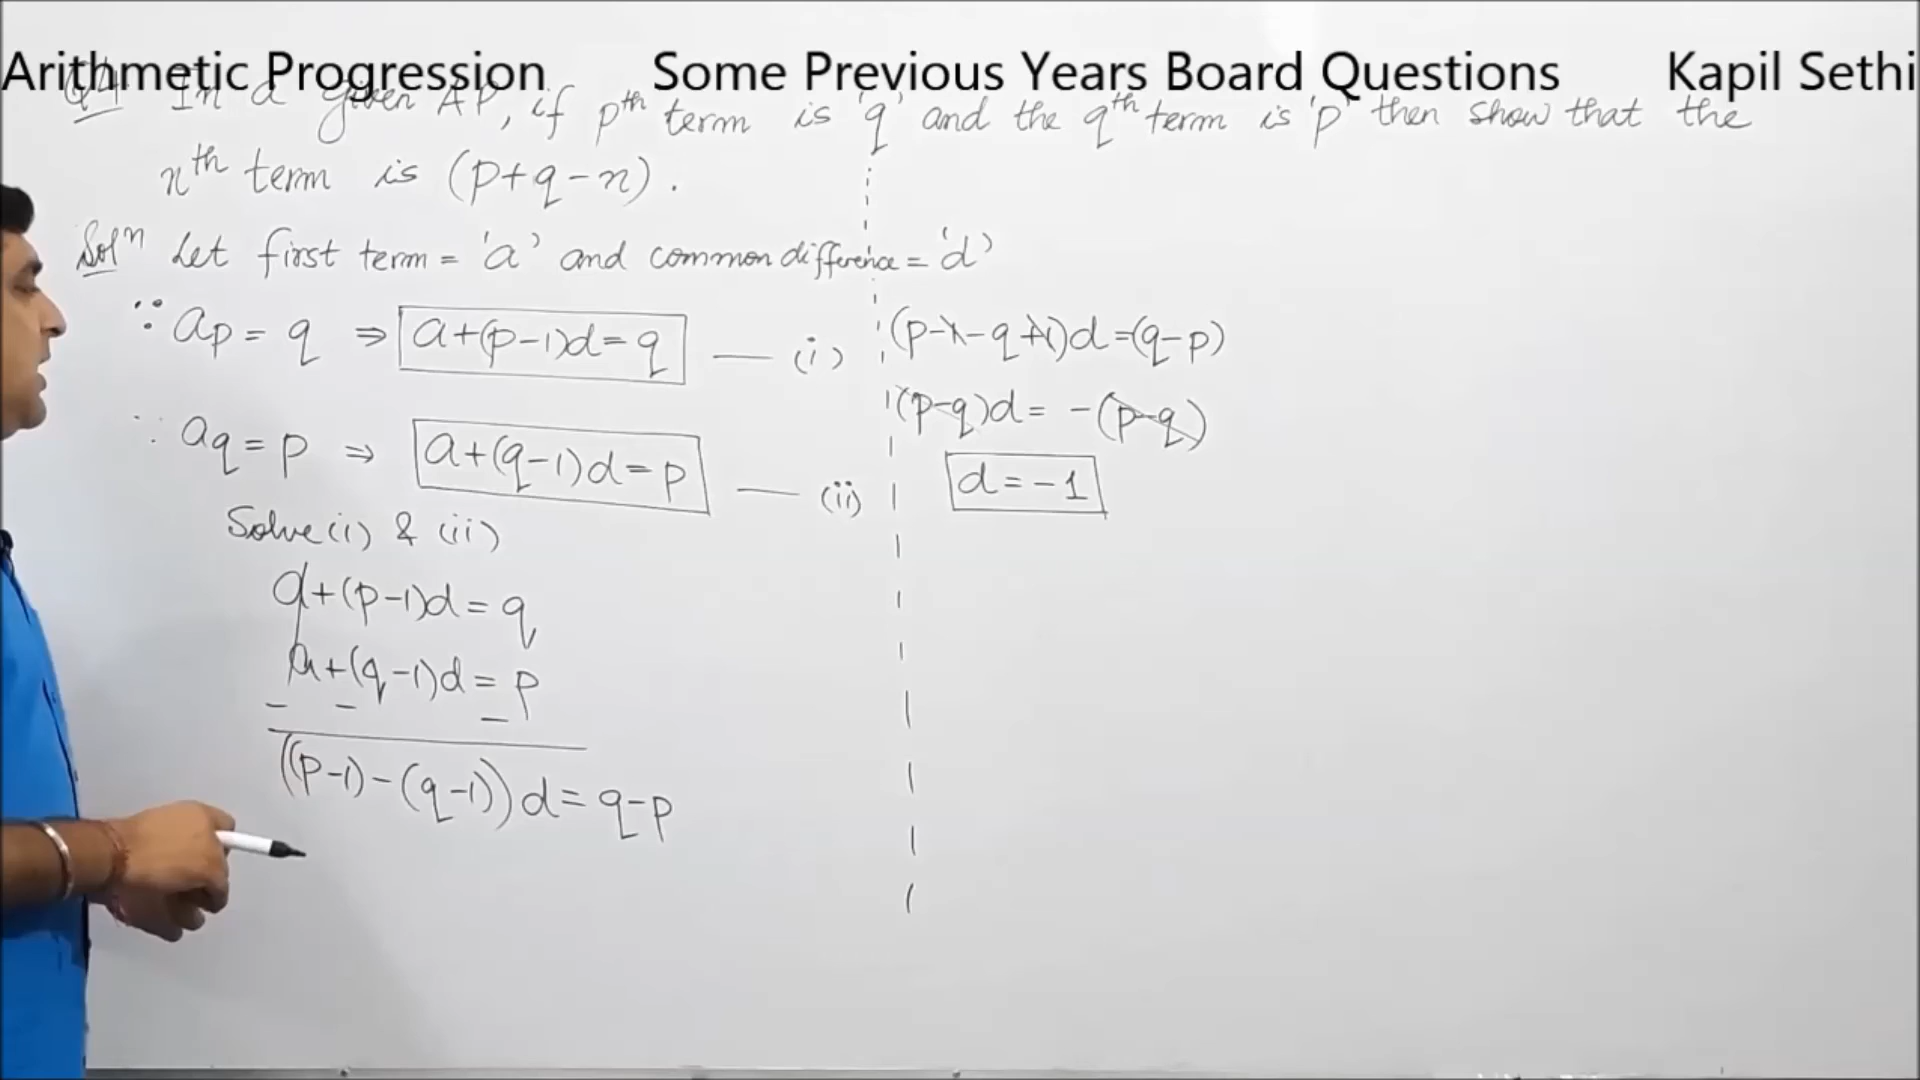 Arithmetic Progression Some Previous Years Board Questions Kapil Sethi
Q4 In a given AP, if pth term is 'q' and the qth term is 'p' then show that the
nth term is (p+q-n).
Soln Let first term = 'a' and common difference = 'd'
∵ ap = q ⇒ a+(p-1)d=q — (i)
∵ aq = p ⇒ a+(q-1)d=p — (ii)
Solve (i) & (ii)
a+(p-1)d=q
a+(q-1)d=p
- - -
((p-1)-(q-1))d=q-p
(p-1-q+1)d=(q-p)
(p-q)d= -(p-q)
d=-1